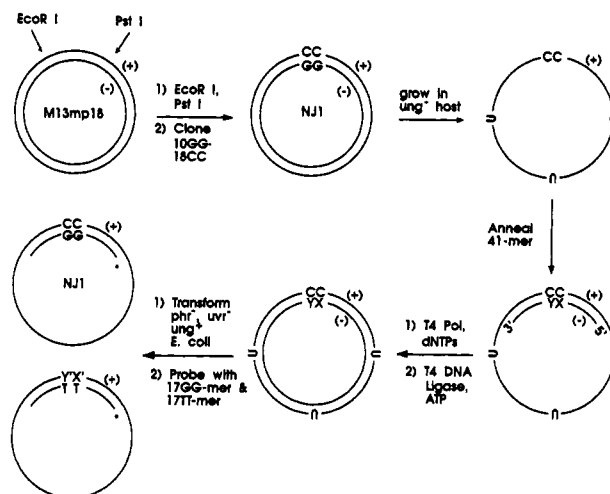 EcoR I
Pst I
(+)
(-)
M13mp18
1) EcoR I,
Pst I
2) Clone
10GG-
18CC
CC
GG
(+)
(-)
NJ1
grow in
ung⁻ host
CC
U
U
Anneal
41-mer
CC
YX
(+)
(-)
3'
5'
U
U
1) T4 Pol,
dNTPs
2) T4 DNA
Ligase,
ATP
CC
YX
(+)
(-)
U
U
U
1) Transform
phr⁻, uvr⁻
ung⁺
E. coli
2) Probe with
17GG-mer &
17TT-mer
CC
GG
(+)
*
NJ1
Y'X'
T T
(+)
*